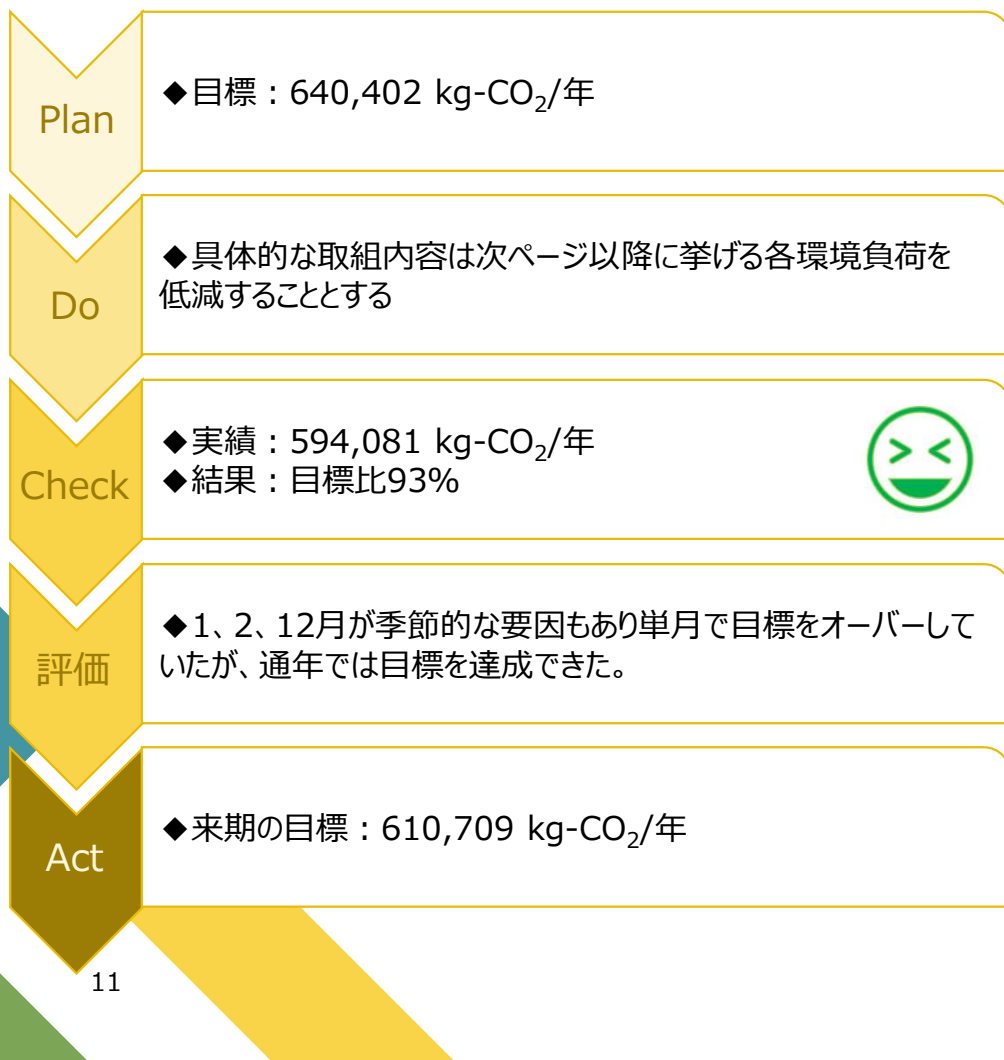 Plan
◆目標：640,402 kg-CO₂/年
Do
◆具体的な取組内容は次ページ以降に挙げる各環境負荷を
低減することとする
Check
◆実績：594,081 kg-CO₂/年
◆結果：目標比93%
評価
◆1、2、12月が季節的な要因もあり単月で目標をオーバーして
いたが、通年では目標を達成できた。
Act
◆来期の目標：610,709 kg-CO₂/年
11